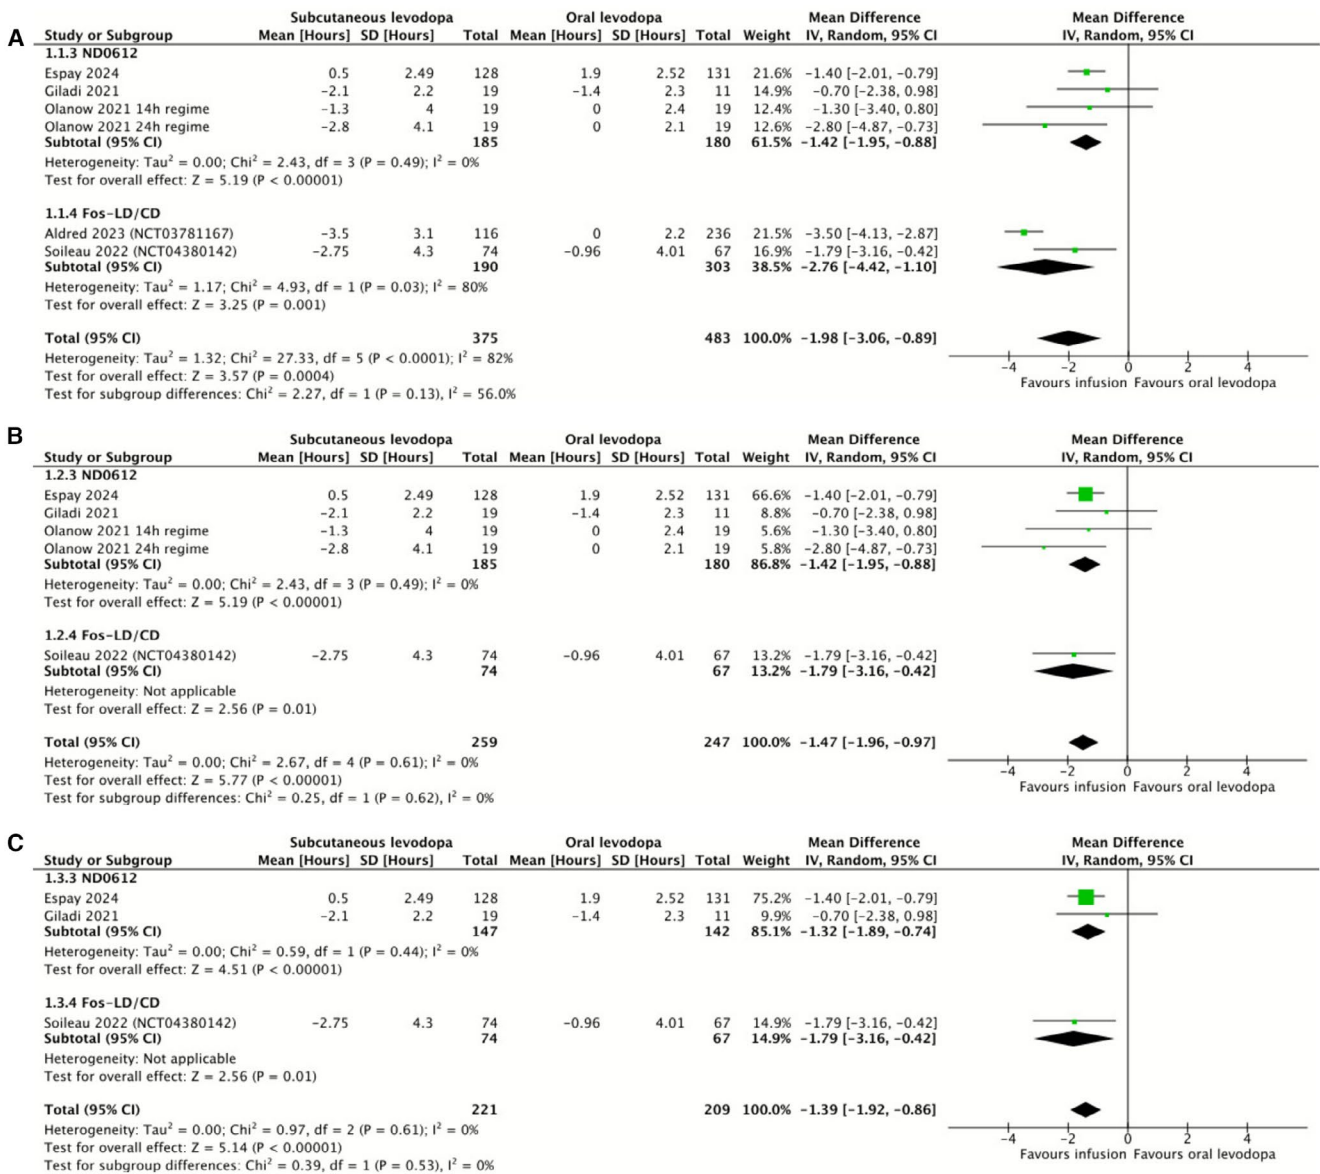 A
Subcutaneous levodopa Oral levodopa Mean Difference Mean Difference
Study or Subgroup Mean [Hours] SD [Hours] Total Mean [Hours] SD [Hours] Total Weight IV, Random, 95% CI IV, Random, 95% CI
1.1.3 ND0612
Espay 2024 0.5 2.49 128 1.9 2.52 131 21.6% −1.40 [−2.01, −0.79]
Giladi 2021 −2.1 2.2 19 −1.4 2.3 11 14.9% −0.70 [−2.38, 0.98]
Olanow 2021 14h regime −1.3 4 19 0 2.4 19 12.4% −1.30 [−3.40, 0.80]
Olanow 2021 24h regime −2.8 4.1 19 0 2.1 19 12.6% −2.80 [−4.87, −0.73]
Subtotal (95% CI) 185 180 61.5% −1.42 [−1.95, −0.88]
Heterogeneity: Tau² = 0.00; Chi² = 2.43, df = 3 (P = 0.49); I² = 0%
Test for overall effect: Z = 5.19 (P < 0.00001)
1.1.4 Fos−LD/CD
Aldred 2023 (NCT03781167) −3.5 3.1 116 0 2.2 236 21.5% −3.50 [−4.13, −2.87]
Soileau 2022 (NCT04380142) −2.75 4.3 74 −0.96 4.01 67 16.9% −1.79 [−3.16, −0.42]
Subtotal (95% CI) 190 303 38.5% −2.76 [−4.42, −1.10]
Heterogeneity: Tau² = 1.17; Chi² = 4.93, df = 1 (P = 0.03); I² = 80%
Test for overall effect: Z = 3.25 (P = 0.001)
Total (95% CI) 375 483 100.0% −1.98 [−3.06, −0.89]
Heterogeneity: Tau² = 1.32; Chi² = 27.33, df = 5 (P < 0.0001); I² = 82%
Test for overall effect: Z = 3.57 (P = 0.0004)
Test for subgroup differences: Chi² = 2.27, df = 1 (P = 0.13), I² = 56.0%
−4 −2 0 2 4
Favours infusion Favours oral levodopa
B
Subcutaneous levodopa Oral levodopa Mean Difference Mean Difference
Study or Subgroup Mean [Hours] SD [Hours] Total Mean [Hours] SD [Hours] Total Weight IV, Random, 95% CI IV, Random, 95% CI
1.2.3 ND0612
Espay 2024 0.5 2.49 128 1.9 2.52 131 66.6% −1.40 [−2.01, −0.79]
Giladi 2021 −2.1 2.2 19 −1.4 2.3 11 8.8% −0.70 [−2.38, 0.98]
Olanow 2021 14h regime −1.3 4 19 0 2.4 19 5.6% −1.30 [−3.40, 0.80]
Olanow 2021 24h regime −2.8 4.1 19 0 2.1 19 5.8% −2.80 [−4.87, −0.73]
Subtotal (95% CI) 185 180 86.8% −1.42 [−1.95, −0.88]
Heterogeneity: Tau² = 0.00; Chi² = 2.43, df = 3 (P = 0.49); I² = 0%
Test for overall effect: Z = 5.19 (P < 0.00001)
1.2.4 Fos−LD/CD
Soileau 2022 (NCT04380142) −2.75 4.3 74 −0.96 4.01 67 13.2% −1.79 [−3.16, −0.42]
Subtotal (95% CI) 74 67 13.2% −1.79 [−3.16, −0.42]
Heterogeneity: Not applicable
Test for overall effect: Z = 2.56 (P = 0.01)
Total (95% CI) 259 247 100.0% −1.47 [−1.96, −0.97]
Heterogeneity: Tau² = 0.00; Chi² = 2.67, df = 4 (P = 0.61); I² = 0%
Test for overall effect: Z = 5.77 (P < 0.00001)
Test for subgroup differences: Chi² = 0.25, df = 1 (P = 0.62), I² = 0%
−4 −2 0 2 4
Favours infusion Favours oral levodopa
C
Subcutaneous levodopa Oral levodopa Mean Difference Mean Difference
Study or Subgroup Mean [Hours] SD [Hours] Total Mean [Hours] SD [Hours] Total Weight IV, Random, 95% CI IV, Random, 95% CI
1.3.3 ND0612
Espay 2024 0.5 2.49 128 1.9 2.52 131 75.2% −1.40 [−2.01, −0.79]
Giladi 2021 −2.1 2.2 19 −1.4 2.3 11 9.9% −0.70 [−2.38, 0.98]
Subtotal (95% CI) 147 142 85.1% −1.32 [−1.89, −0.74]
Heterogeneity: Tau² = 0.00; Chi² = 0.59, df = 1 (P = 0.44); I² = 0%
Test for overall effect: Z = 4.51 (P < 0.00001)
1.3.4 Fos−LD/CD
Soileau 2022 (NCT04380142) −2.75 4.3 74 −0.96 4.01 67 14.9% −1.79 [−3.16, −0.42]
Subtotal (95% CI) 74 67 14.9% −1.79 [−3.16, −0.42]
Heterogeneity: Not applicable
Test for overall effect: Z = 2.56 (P = 0.01)
Total (95% CI) 221 209 100.0% −1.39 [−1.92, −0.86]
Heterogeneity: Tau² = 0.00; Chi² = 0.97, df = 2 (P = 0.61); I² = 0%
Test for overall effect: Z = 5.14 (P < 0.00001)
Test for subgroup differences: Chi² = 0.39, df = 1 (P = 0.53), I² = 0%
−4 −2 0 2 4
Favours infusion Favours oral levodopa